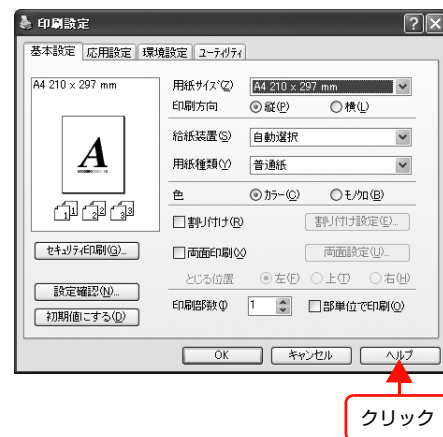 印刷設定
基本設定 応用設定 環境設定 ユーティリティ
A4 210 x 297 mm
A
1 2 3
1 2 3
セキュリティ印刷(G)...
設定確認(N)...
初期値にする(D)
用紙サイズ(Z) A4 210 x 297 mm
印刷方向 縦(P) 横(L)
給紙装置(S) 自動選択
用紙種類(Y) 普通紙
色 カラー(C) モノクロ(B)
割り付け(R) 割り付け設定(E)...
両面印刷(X) 両面設定(U)...
とじる位置 左(F) 上(T) 右(H)
印刷部数(I) 1 部単位で印刷(O)
OK キャンセル ヘルプ
クリック